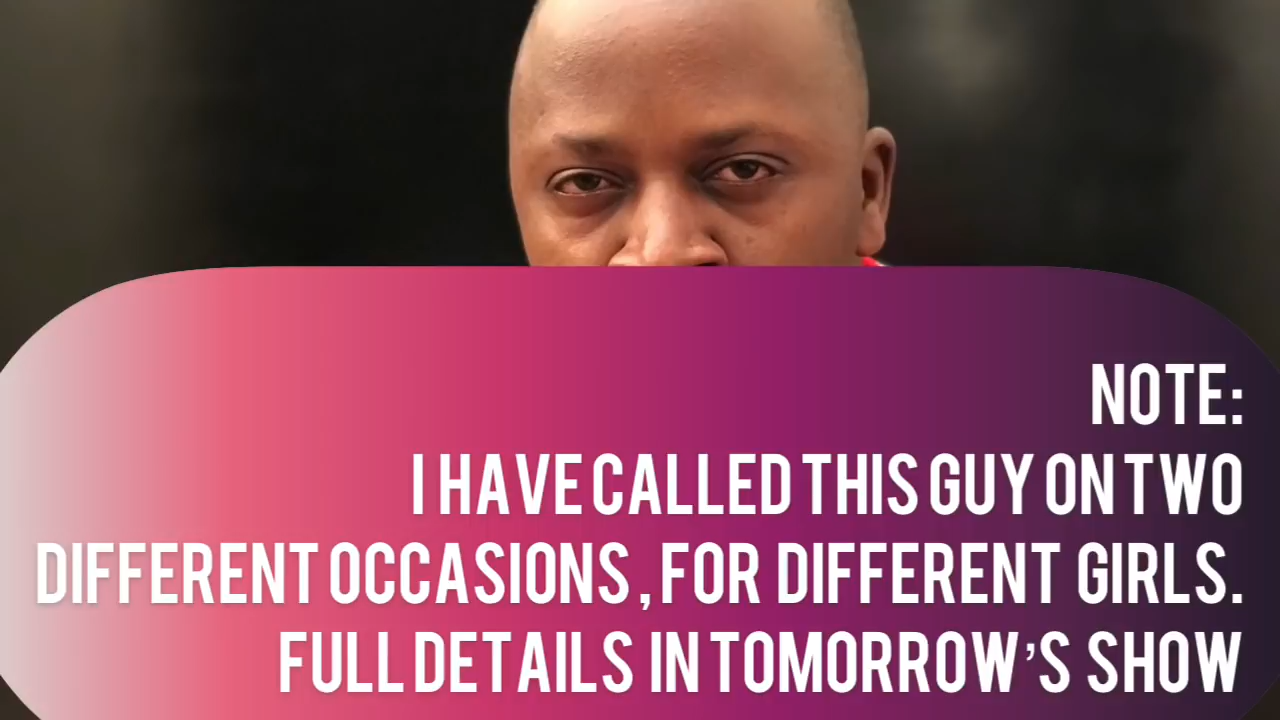 NOTE:
I HAVE CALLED THIS GUY ON TWO
DIFFERENT OCCASIONS, FOR DIFFERENT GIRLS.
FULL DETAILS IN TOMORROW'S SHOW